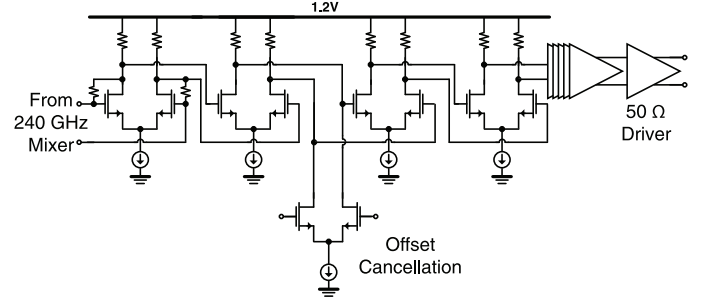 1.2V
From
240 GHz
Mixer
50 Ω
Driver
Offset
Cancellation